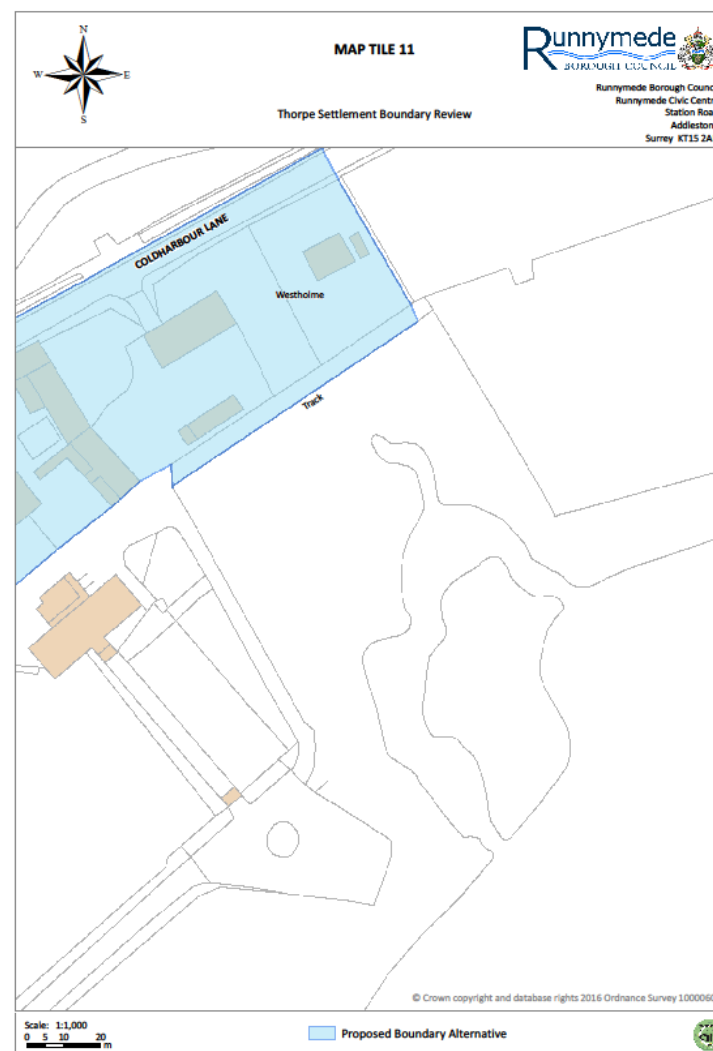 N
W
E
S
MAP TILE 11
Thorpe Settlement Boundary Review
Runnymede
BOROUGH COUNCIL
Runnymede Borough Counc
Runnymede Civic Centr
Station Roa
Addleston
Surrey KT15 2A
COLDHARBOUR LANE
Westholme
Track
© Crown copyright and database rights 2016 Ordnance Survey 1000060
Scale: 1:1,000
0 5 10 20
m
Proposed Boundary Alternative